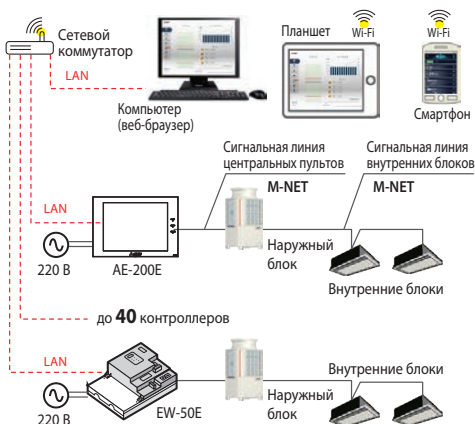 Сетевой
коммутатор
LAN
Компьютер
(веб-браузер)
Планшет
Wi-Fi
Wi-Fi
Смартфон
Сигнальная линия
центральных пультов
M-NET
Сигнальная линия
внутренних блоков
M-NET
LAN
220 В
AE-200E
Наружный
блок
Внутренние блоки
до 40 контроллеров
LAN
220 В
EW-50E
Наружный
блок
Внутренние блоки